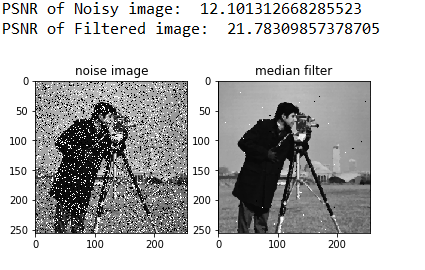 PSNR of Noisy image:  12.101312668285523
PSNR of Filtered image:  21.78309857378705
noise image median filter
0 0
50 50
100 100
150 150
200 200
250 250
0 100 200 0 100 200